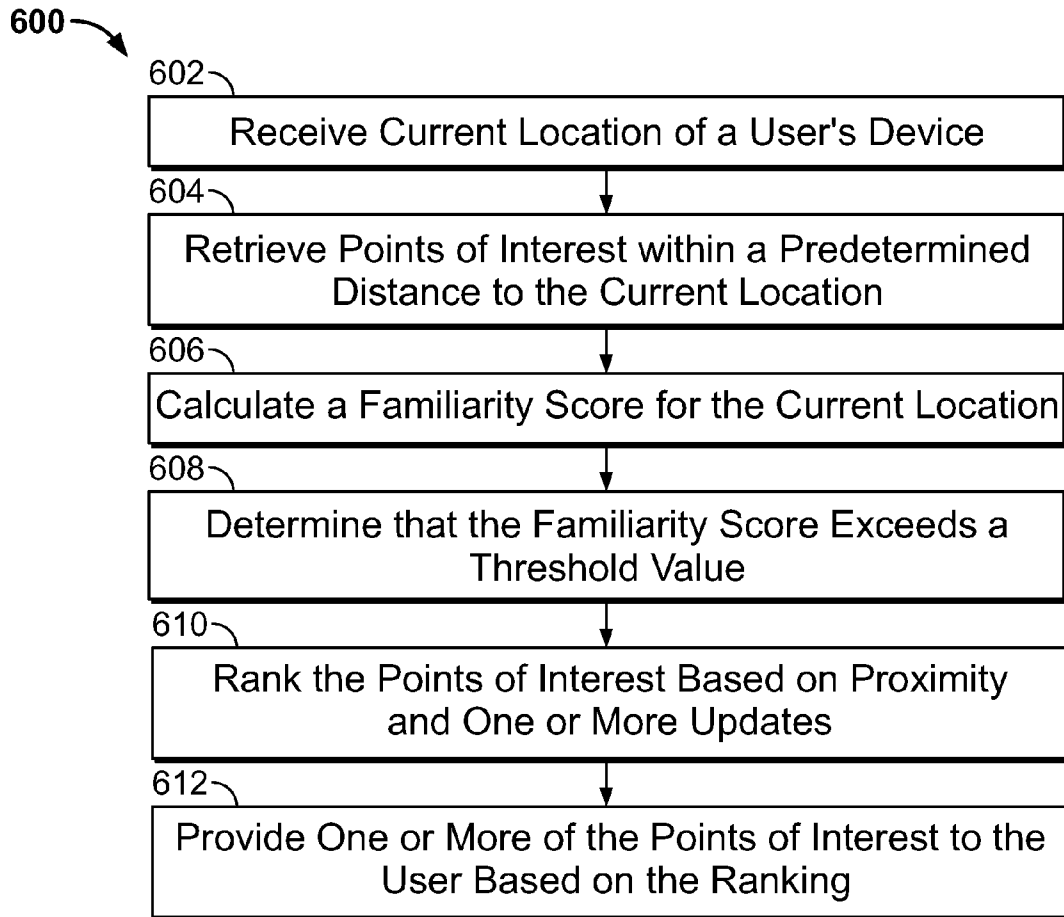 600
602
Receive Current Location of a User's Device
604
Retrieve Points of Interest within a Predetermined
Distance to the Current Location
606
Calculate a Familiarity Score for the Current Location
608
Determine that the Familiarity Score Exceeds a
Threshold Value
610
Rank the Points of Interest Based on Proximity
and One or More Updates
612
Provide One or More of the Points of Interest to the
User Based on the Ranking